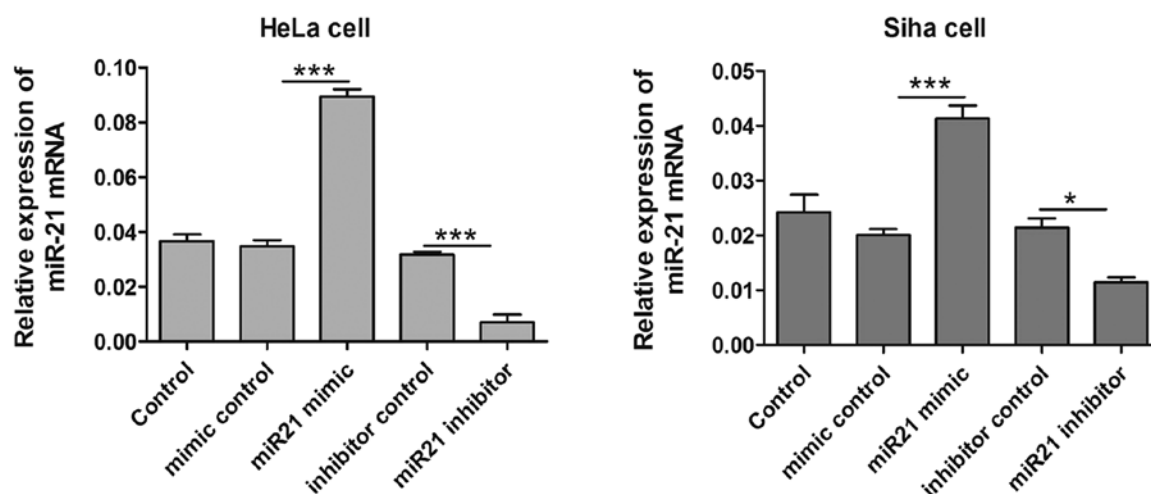 HeLa cell
Relative expression of
miR-21 mRNA
0.10
0.08
0.06
0.04
0.02
0.00
***
***
Control
mimic control
miR21 mimic
inhibitor control
miR21 inhibitor
Siha cell
Relative expression of
miR-21 mRNA
0.05
0.04
0.03
0.02
0.01
0.00
***
*
Control
mimic control
miR21 mimic
inhibitor control
miR21 inhibitor